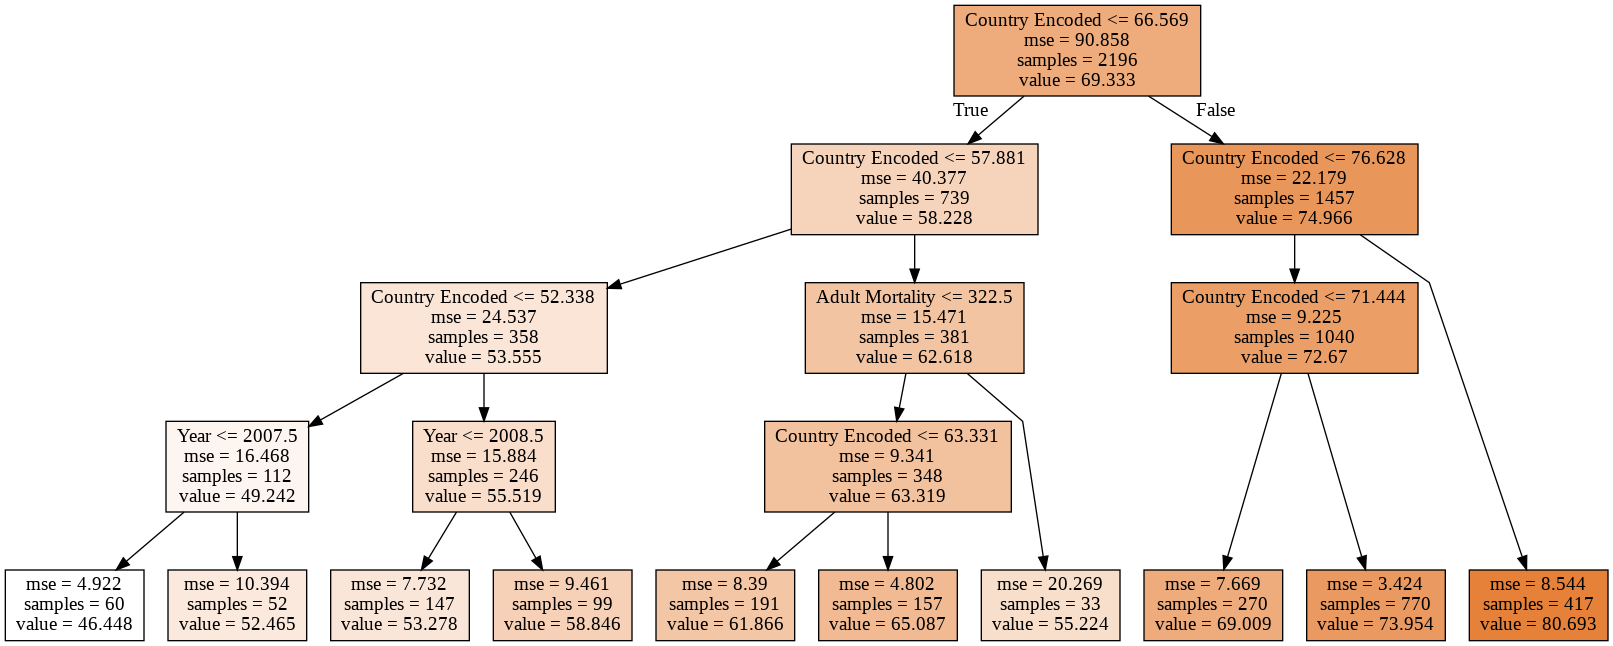 Country Encoded <= 66.569
mse = 90.858
samples = 2196
value = 69.333
True
False
Country Encoded <= 57.881
mse = 40.377
samples = 739
value = 58.228
Country Encoded <= 76.628
mse = 22.179
samples = 1457
value = 74.966
Country Encoded <= 52.338
mse = 24.537
samples = 358
value = 53.555
Adult Mortality <= 322.5
mse = 15.471
samples = 381
value = 62.618
Country Encoded <= 71.444
mse = 9.225
samples = 1040
value = 72.67
Year <= 2007.5
mse = 16.468
samples = 112
value = 49.242
Year <= 2008.5
mse = 15.884
samples = 246
value = 55.519
Country Encoded <= 63.331
mse = 9.341
samples = 348
value = 63.319
mse = 4.922
samples = 60
value = 46.448
mse = 10.394
samples = 52
value = 52.465
mse = 7.732
samples = 147
value = 53.278
mse = 9.461
samples = 99
value = 58.846
mse = 8.39
samples = 191
value = 61.866
mse = 4.802
samples = 157
value = 65.087
mse = 20.269
samples = 33
value = 55.224
mse = 7.669
samples = 270
value = 69.009
mse = 3.424
samples = 770
value = 73.954
mse = 8.544
samples = 417
value = 80.693